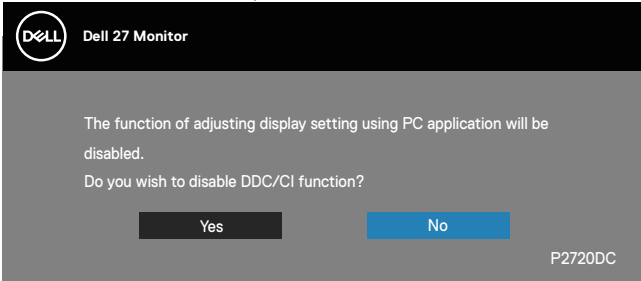 DELL
Dell 27 Monitor
The function of adjusting display setting using PC application will be
disabled.
Do you wish to disable DDC/CI function?
Yes
No
P2720DC